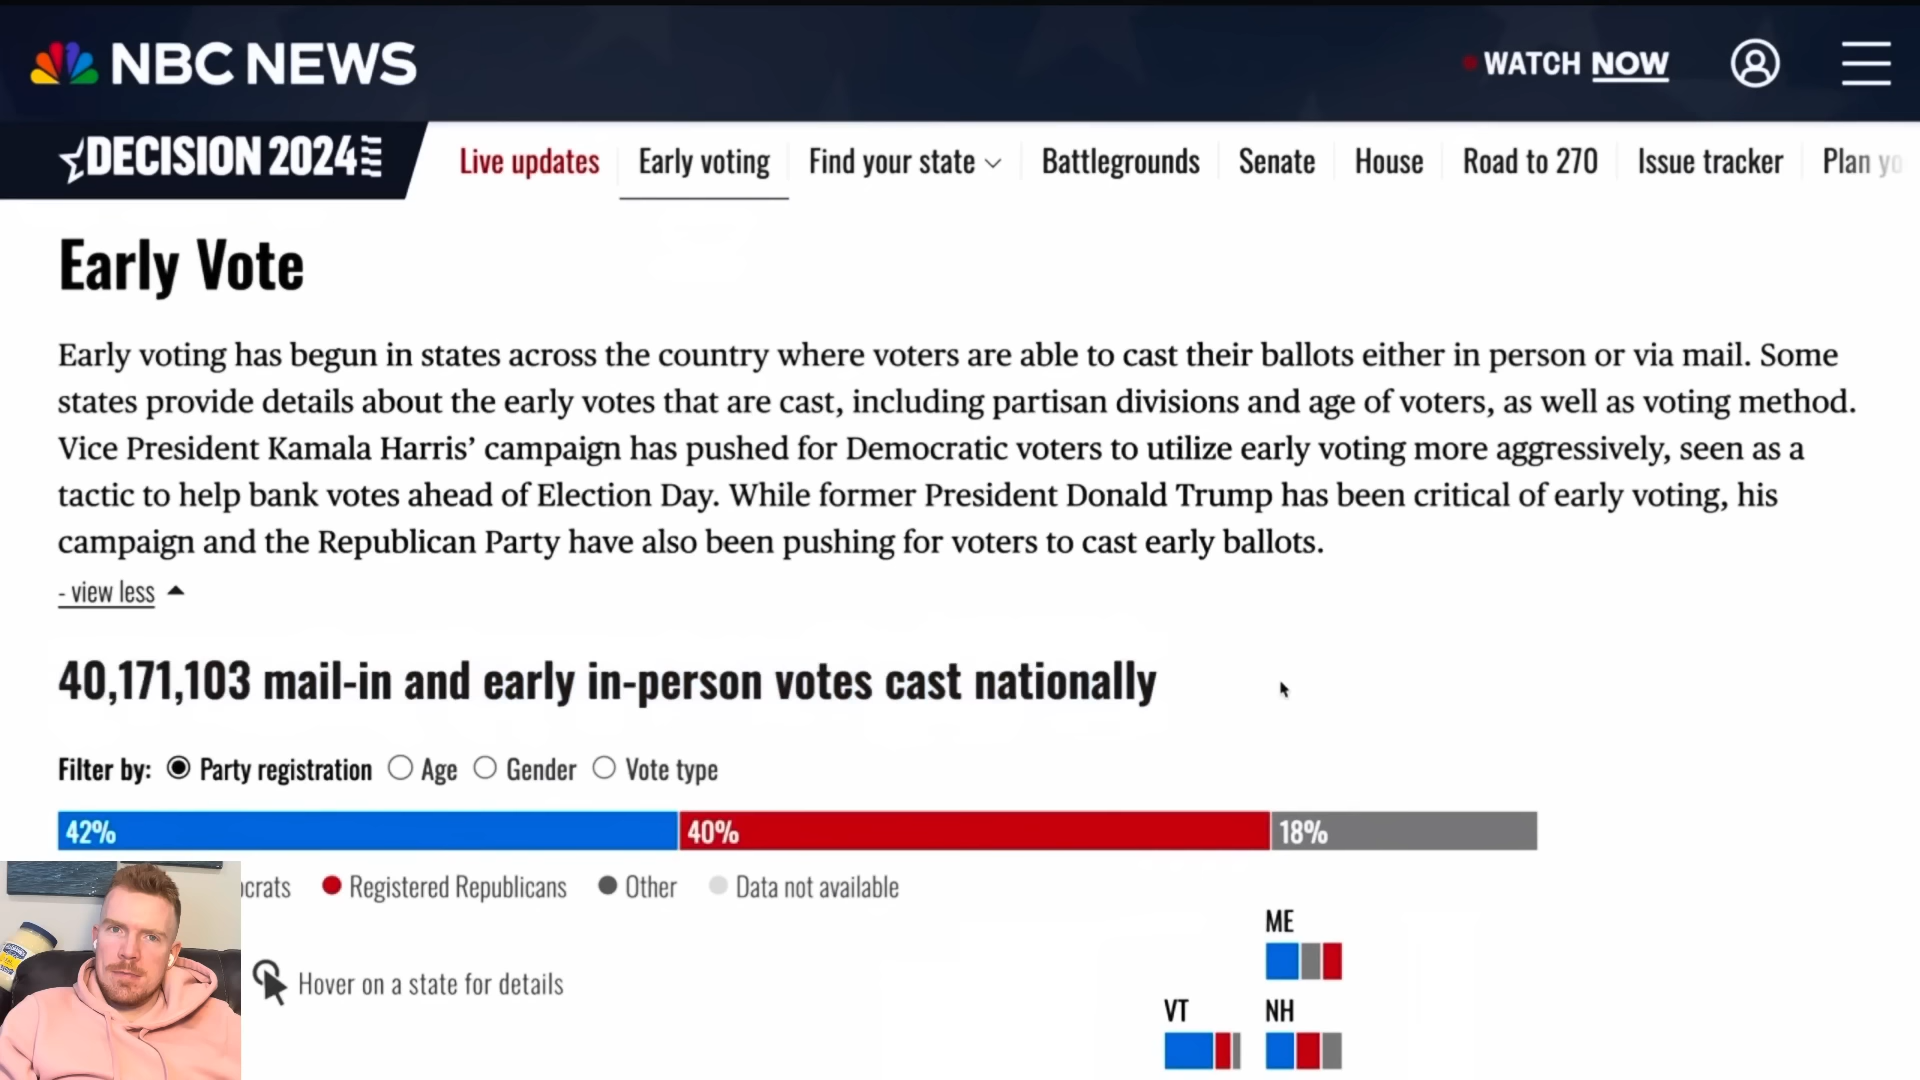 NBC NEWS
WATCH NOW
DECISION 2024
Live updates
Early voting
Find your state
Battlegrounds
Senate
House
Road to 270
Issue tracker
Plan yo
Early Vote
Early voting has begun in states across the country where voters are able to cast their ballots either in person or via mail. Some
states provide details about the early votes that are cast, including partisan divisions and age of voters, as well as voting method.
Vice President Kamala Harris’ campaign has pushed for Democratic voters to utilize early voting more aggressively, seen as a
tactic to help bank votes ahead of Election Day. While former President Donald Trump has been critical of early voting, his
campaign and the Republican Party have also been pushing for voters to cast early ballots.
- view less
40,171,103 mail-in and early in-person votes cast nationally
Filter by: Party registration Age Gender Vote type
42% 40% 18%
ocrats Registered Republicans Other Data not available
Hover on a state for details
ME
VT NH